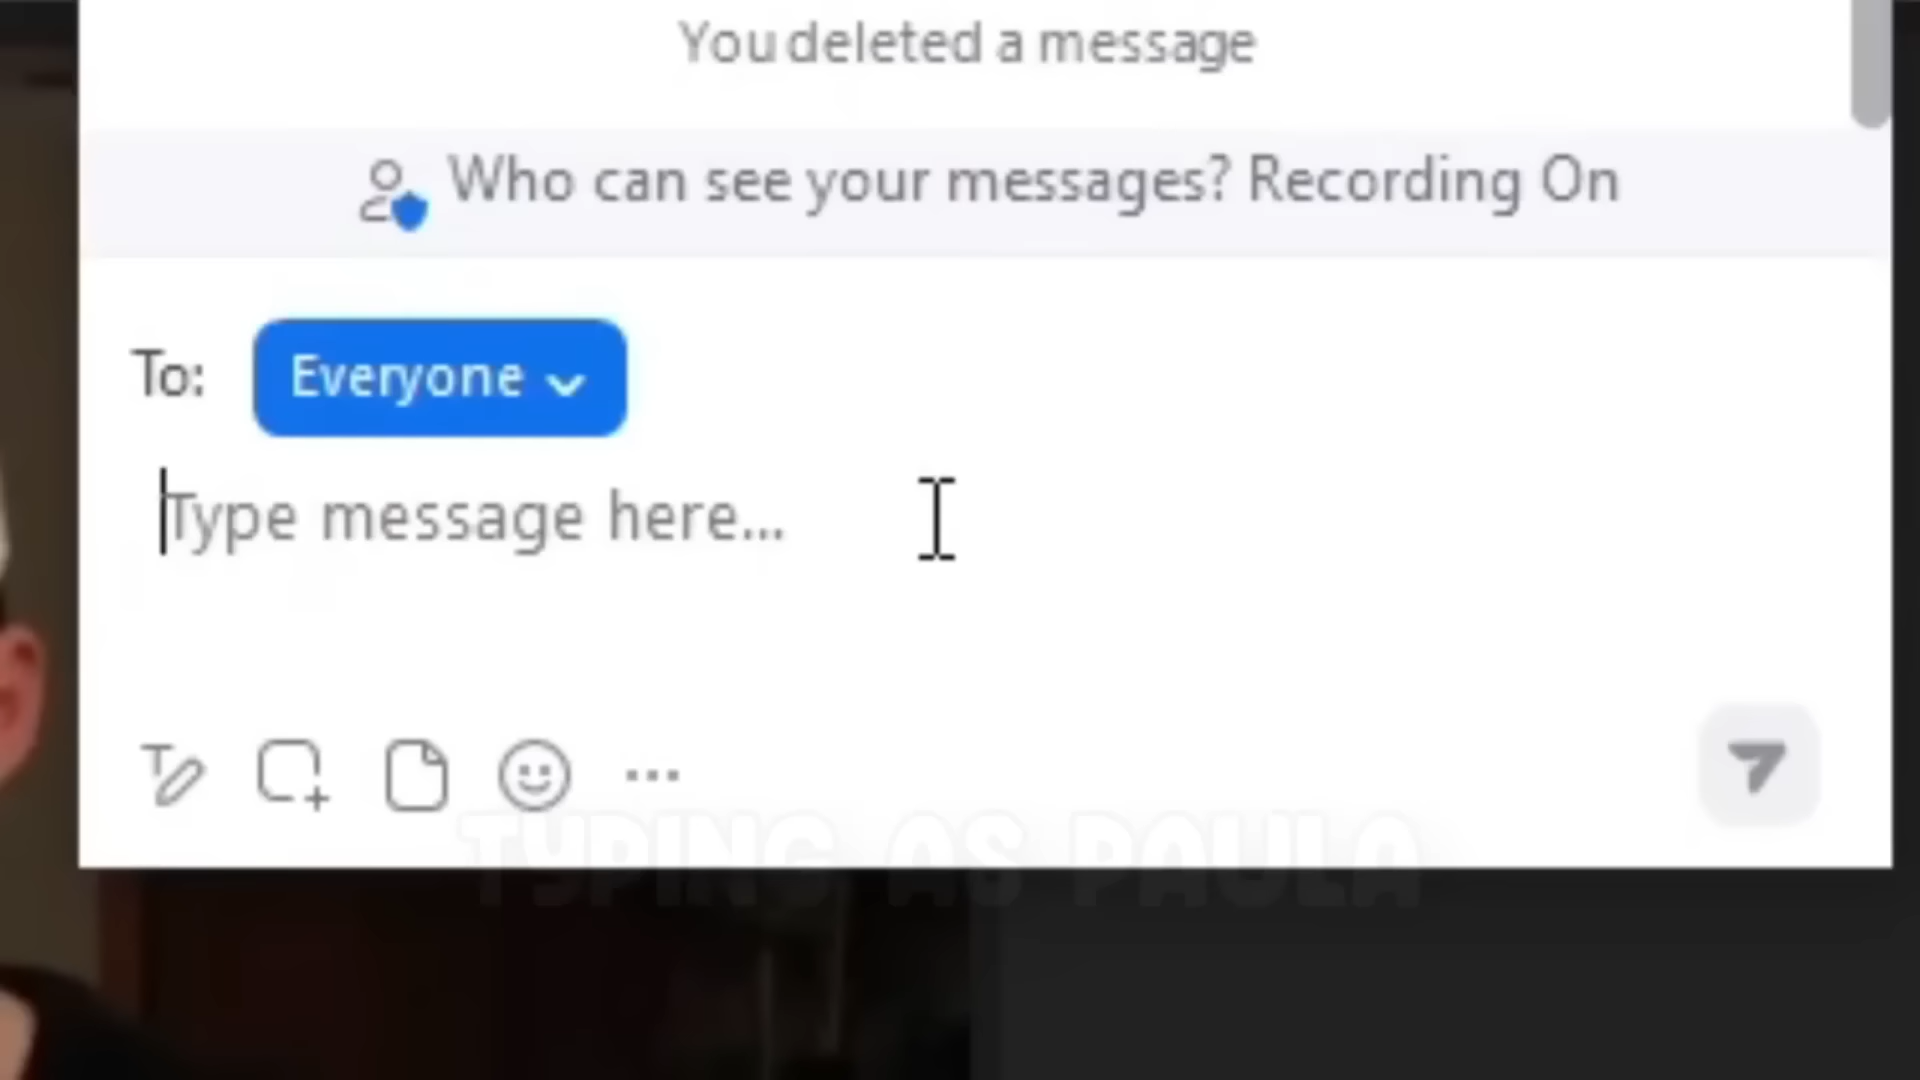 You deleted a message
Who can see your messages? Recording On
To: Everyone
Type message here...
TYPING AS PAULA